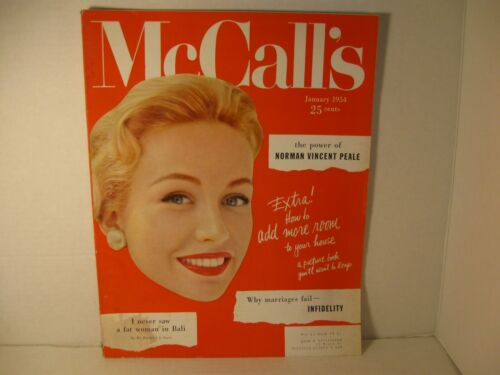 McCall's
January 1954
25 cents
the power of
NORMAN VINCENT PEALE
Extra!
How to
add more room
to your house
a picture book
you'll want to keep
Why marriages fail—
INFIDELITY
I never saw
a fat woman in Bali